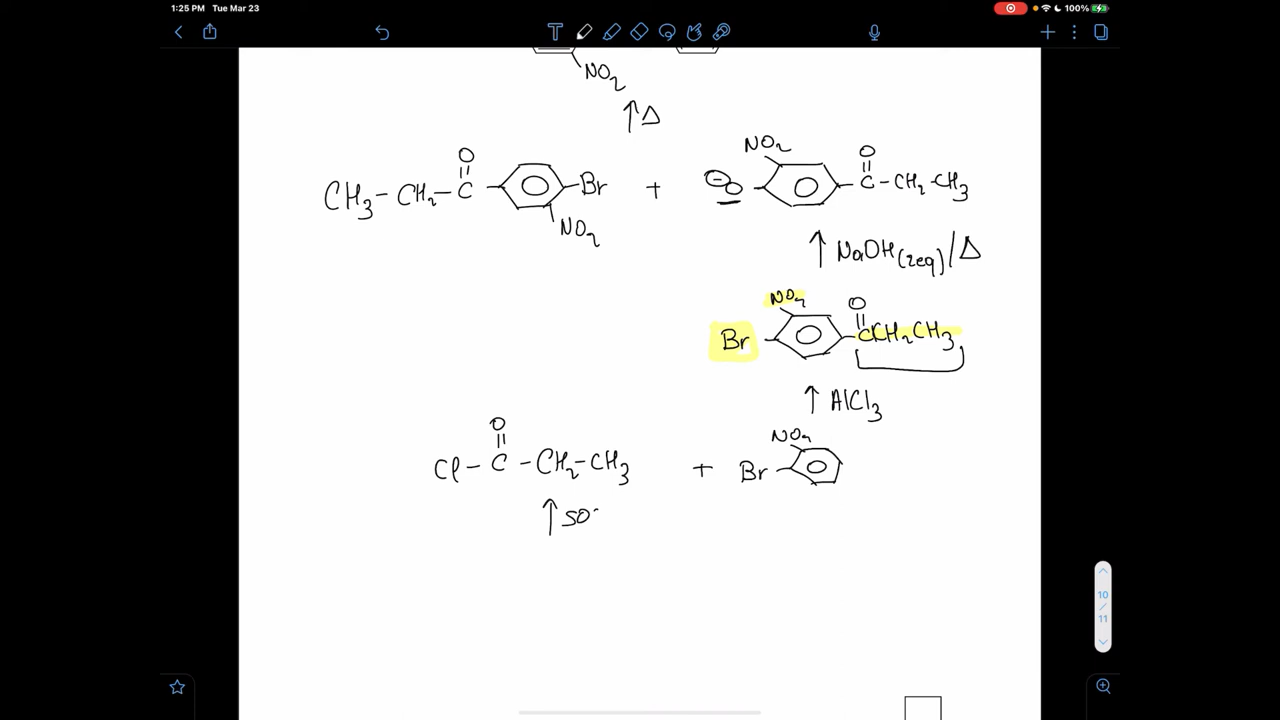 1:25 PM Tue Mar 23
100%
T
NO2
↑ Δ
O
CH3 - CH2 - C
Br
NO2
+
NO2
⊖O
O
C - CH2 - CH3
↑ NaOH(2eq) / Δ
NO2
Br
O
CCH2CH3
↑ AlCl3
O
Cl - C - CH2 - CH3
+
NO2
Br
↑ SO
10
/
11